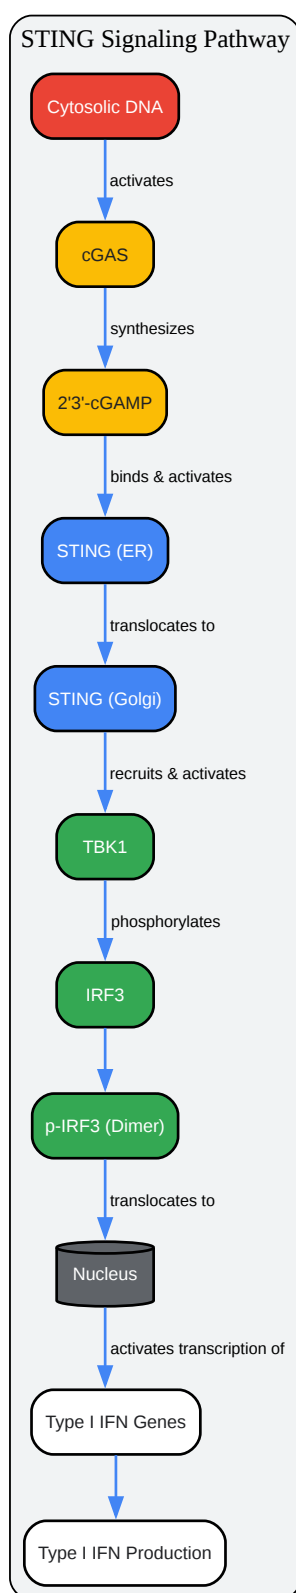 STING Signaling Pathway
Cytosolic DNA
activates
cGAS
synthesizes
2'3'-cGAMP
binds & activates
STING (ER)
translocates to
STING (Golgi)
recruits & activates
TBK1
phosphorylates
IRF3
p-IRF3 (Dimer)
translocates to
Nucleus
activates transcription of
Type I IFN Genes
Type I IFN Production